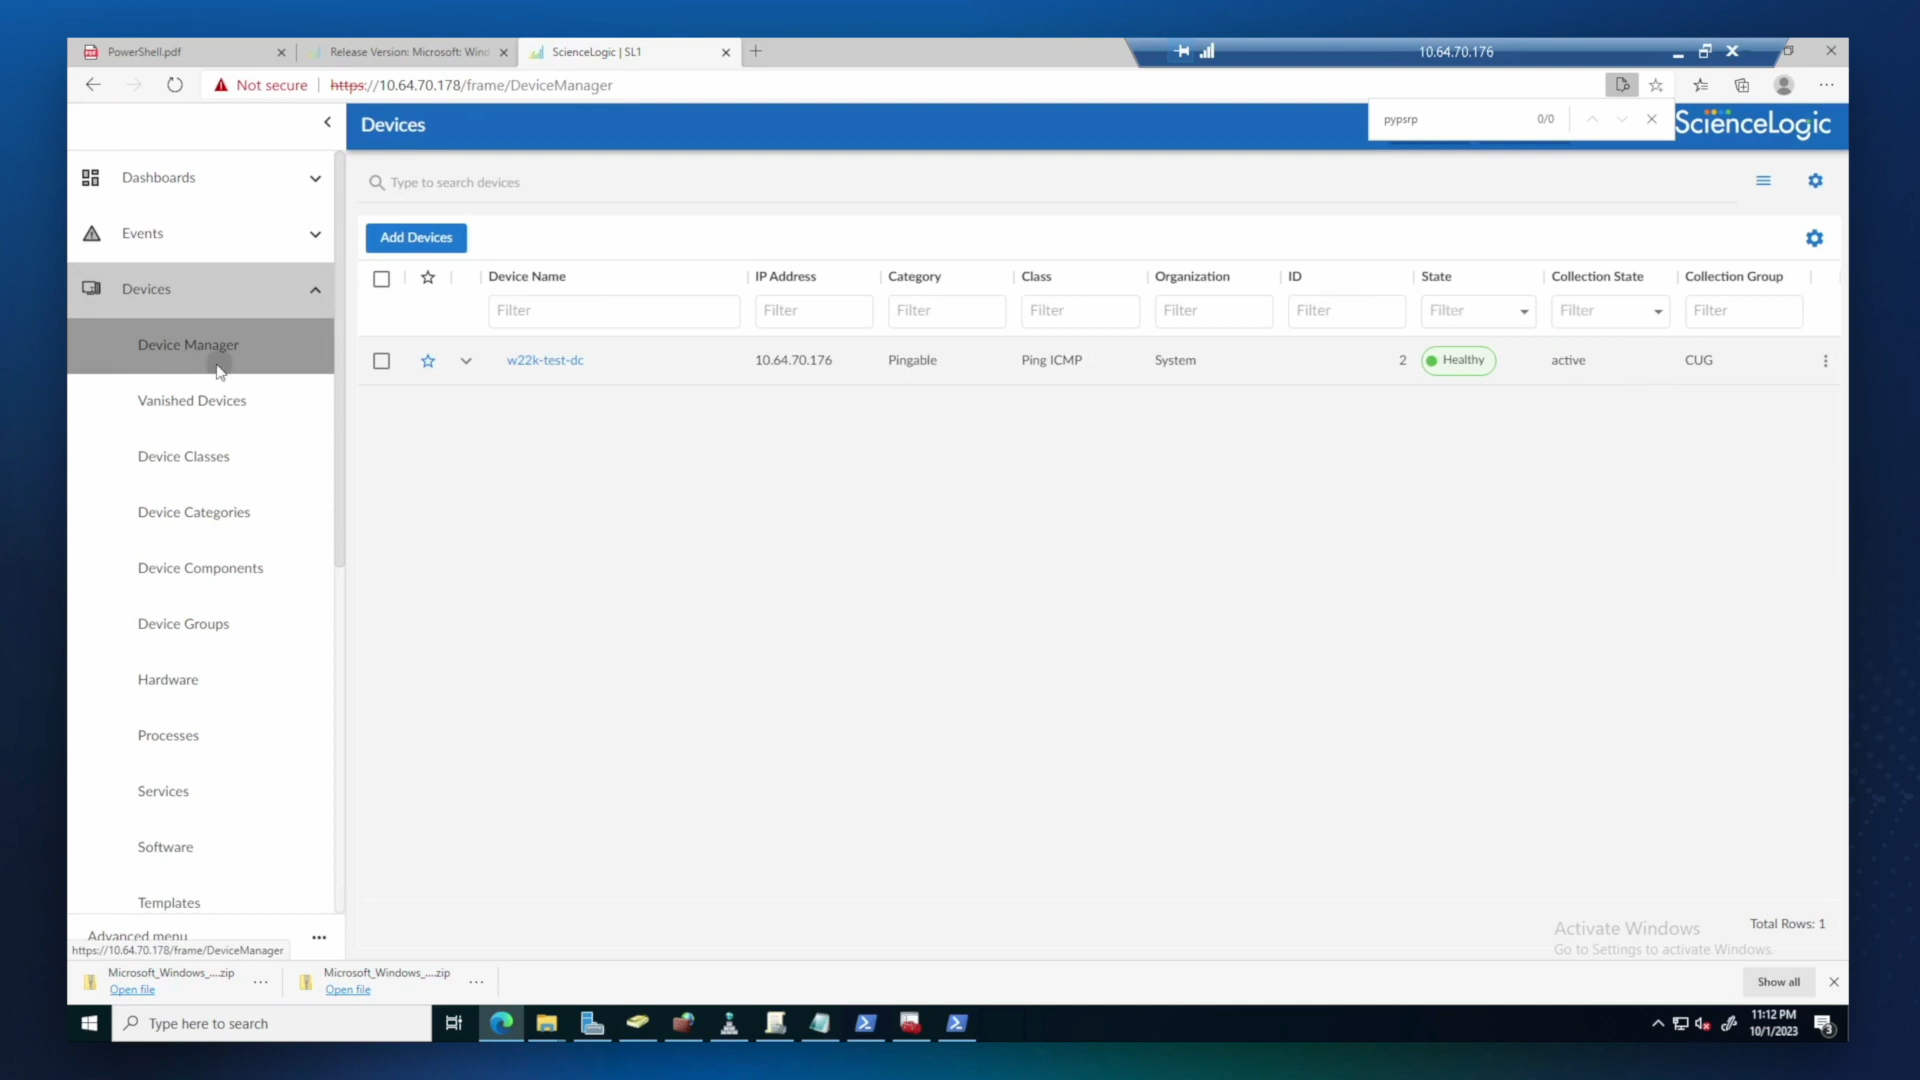 PowerShell.pdf
Release Version: Microsoft: Wind
ScienceLogic | SL1
10.64.70.176
Not secure
https://10.64.70.178/frame/DeviceManager
pypsrp
0/0
Devices
ScienceLogic
Dashboards
Events
Devices
Device Manager
Vanished Devices
Device Classes
Device Categories
Device Components
Device Groups
Hardware
Processes
Services
Software
Templates
Advanced menu
https://10.64.70.178/frame/DeviceManager
Type to search devices
Add Devices
Device Name IP Address Category Class Organization ID State Collection State Collection Group
Filter Filter Filter Filter Filter Filter Filter Filter Filter
w22k-test-dc 10.64.70.176 Pingable Ping ICMP System 2 Healthy active CUG
Total Rows: 1
Activate Windows
Go to Settings to activate Windows.
Microsoft_Windows_....zip
Open file
Microsoft_Windows_....zip
Open file
Show all
Type here to search
11:12 PM
10/1/2023
3